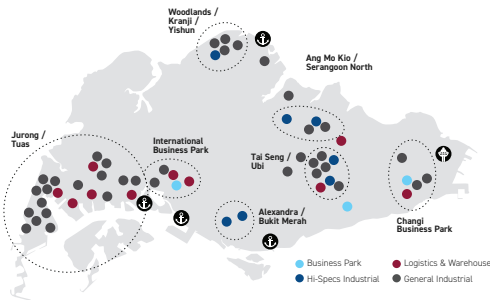 Woodlands /
Kranji /
Yishun
Ang Mo Kio /
Serangoon North
Jurong /
Tuas
International
Business Park
Tai Seng /
Ubi
Alexandra /
Bukit Merah
Changi
Business Park
Business Park
Logistics & Warehouse
Hi-Specs Industrial
General Industrial